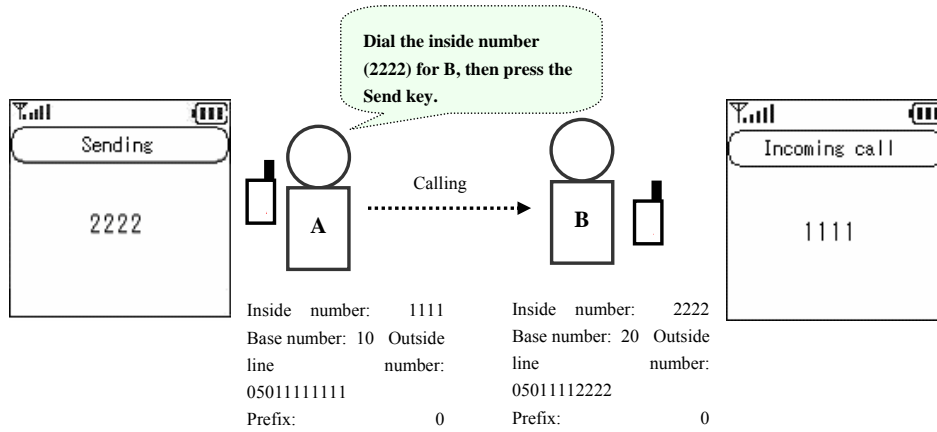 Dial the inside number
(2222) for B, then press the
Send key.
Sending
2222
A
Calling
B
Incoming call
1111
Inside number: 1111
Base number: 10 Outside
line number:
05011111111
Prefix: 0
Inside number: 2222
Base number: 20 Outside
line number:
05011112222
Prefix: 0